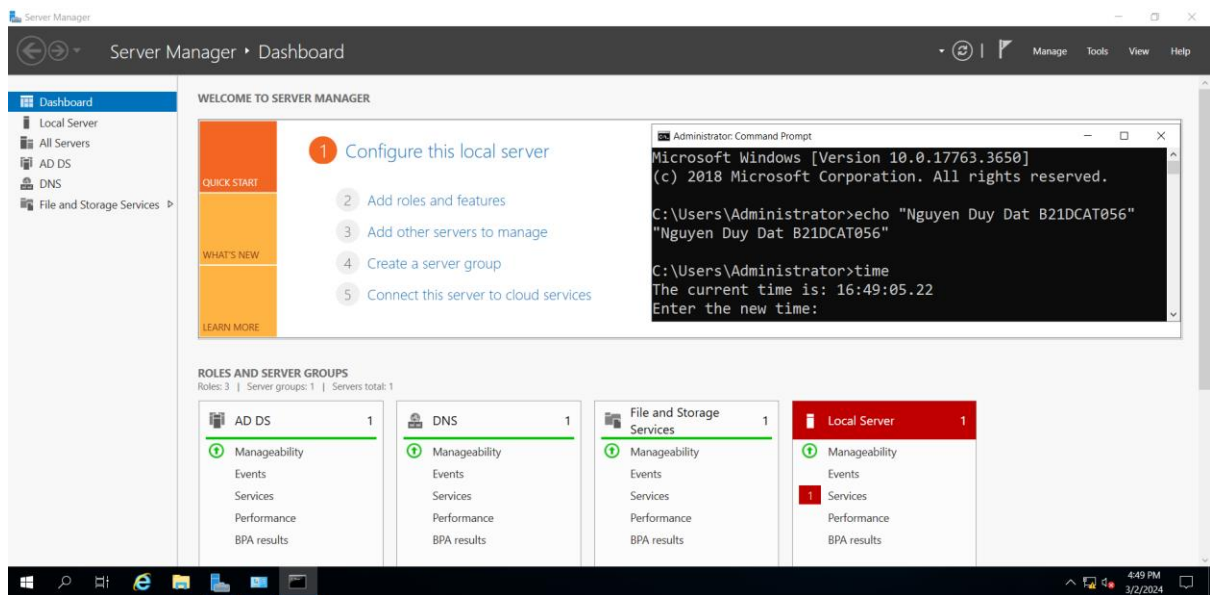 Server Manager
Server Manager • Dashboard
Manage Tools View Help
Dashboard
Local Server
All Servers
AD DS
DNS
File and Storage Services
WELCOME TO SERVER MANAGER
QUICK START
WHAT'S NEW
LEARN MORE
1 Configure this local server
2 Add roles and features
3 Add other servers to manage
4 Create a server group
5 Connect this server to cloud services
Administrator: Command Prompt
Microsoft Windows [Version 10.0.17763.3650]
(c) 2018 Microsoft Corporation. All rights reserved.
C:\Users\Administrator>echo "Nguyen Duy Dat B21DCAT056"
"Nguyen Duy Dat B21DCAT056"
C:\Users\Administrator>time
The current time is: 16:49:05.22
Enter the new time:
ROLES AND SERVER GROUPS
Roles: 3 | Server groups: 1 | Servers total: 1
AD DS 1
Manageability
Events
Services
Performance
BPA results
DNS 1
Manageability
Events
Services
Performance
BPA results
File and Storage
Services 1
Manageability
Events
Services
Performance
BPA results
Local Server 1
Manageability
Events
1 Services
Performance
BPA results
4:49 PM
3/2/2024